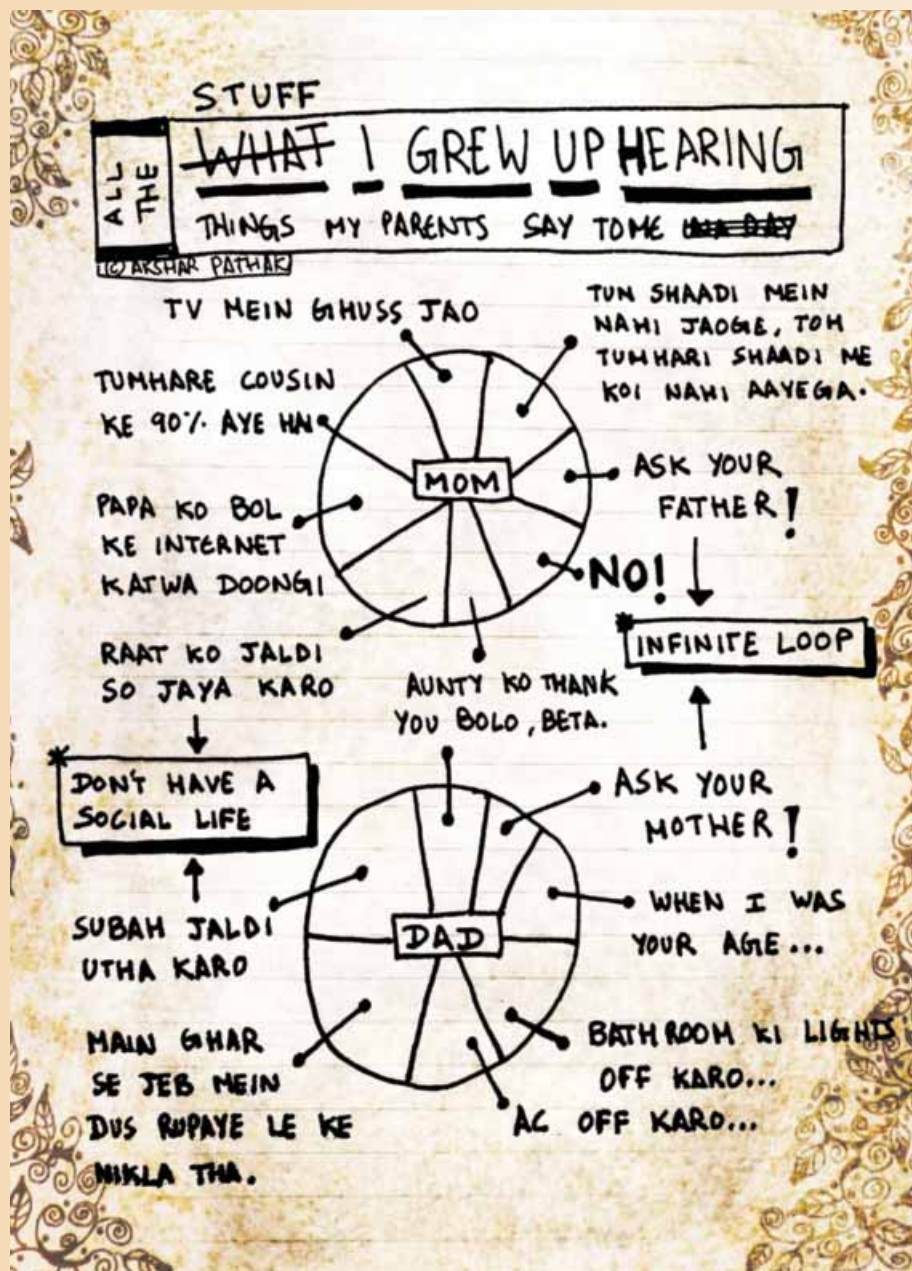 STUFF
ALL THE
WHAT I GREW UP HEARING
THINGS MY PARENTS SAY TO ME IN A DAY
(C) AKSHAR PATHAK
TV MEIN GHUSS JAO
TUM SHAADI MEIN
NAHI JAOGE, TOH
TUMHARI SHAADI ME
KOI NAHI AAYEGA.
TUMHARE COUSIN
KE 90% AYE HAI
MOM
ASK YOUR
FATHER!
PAPA KO BOL
KE INTERNET
KATWA DOONGI
NO!
* INFINITE LOOP
RAAT KO JALDI
SO JAYA KARO
AUNTY KO THANK
YOU BOLO, BETA.
* DON'T HAVE A
SOCIAL LIFE
ASK YOUR
MOTHER!
SUBAH JALDI
UTHA KARO
DAD
WHEN I WAS
YOUR AGE...
MAIN GHAR
SE JEB MEIN
DUS RUPAYE LE KE
NIKLA THA.
BATHROOM KI LIGHTS
OFF KARO...
AC OFF KARO...